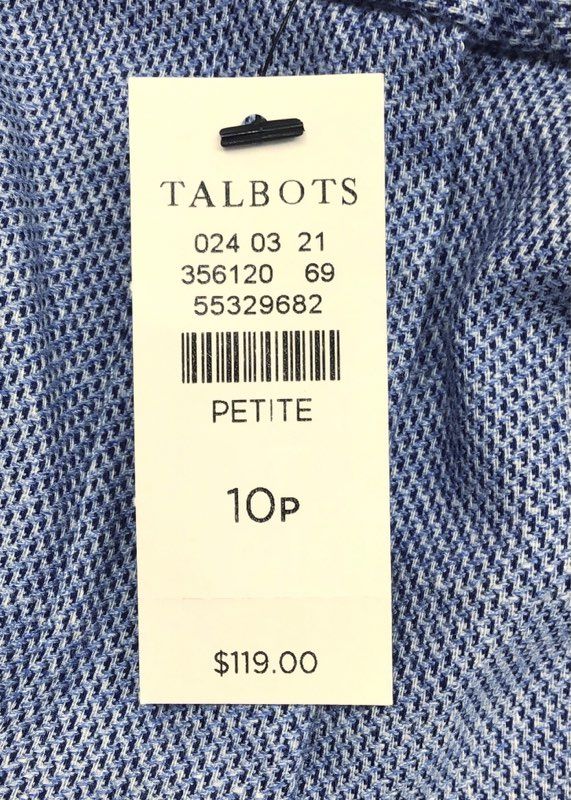 TALBOTS
024 03 21
356120 69
55329682
PETITE
10P
$119.00